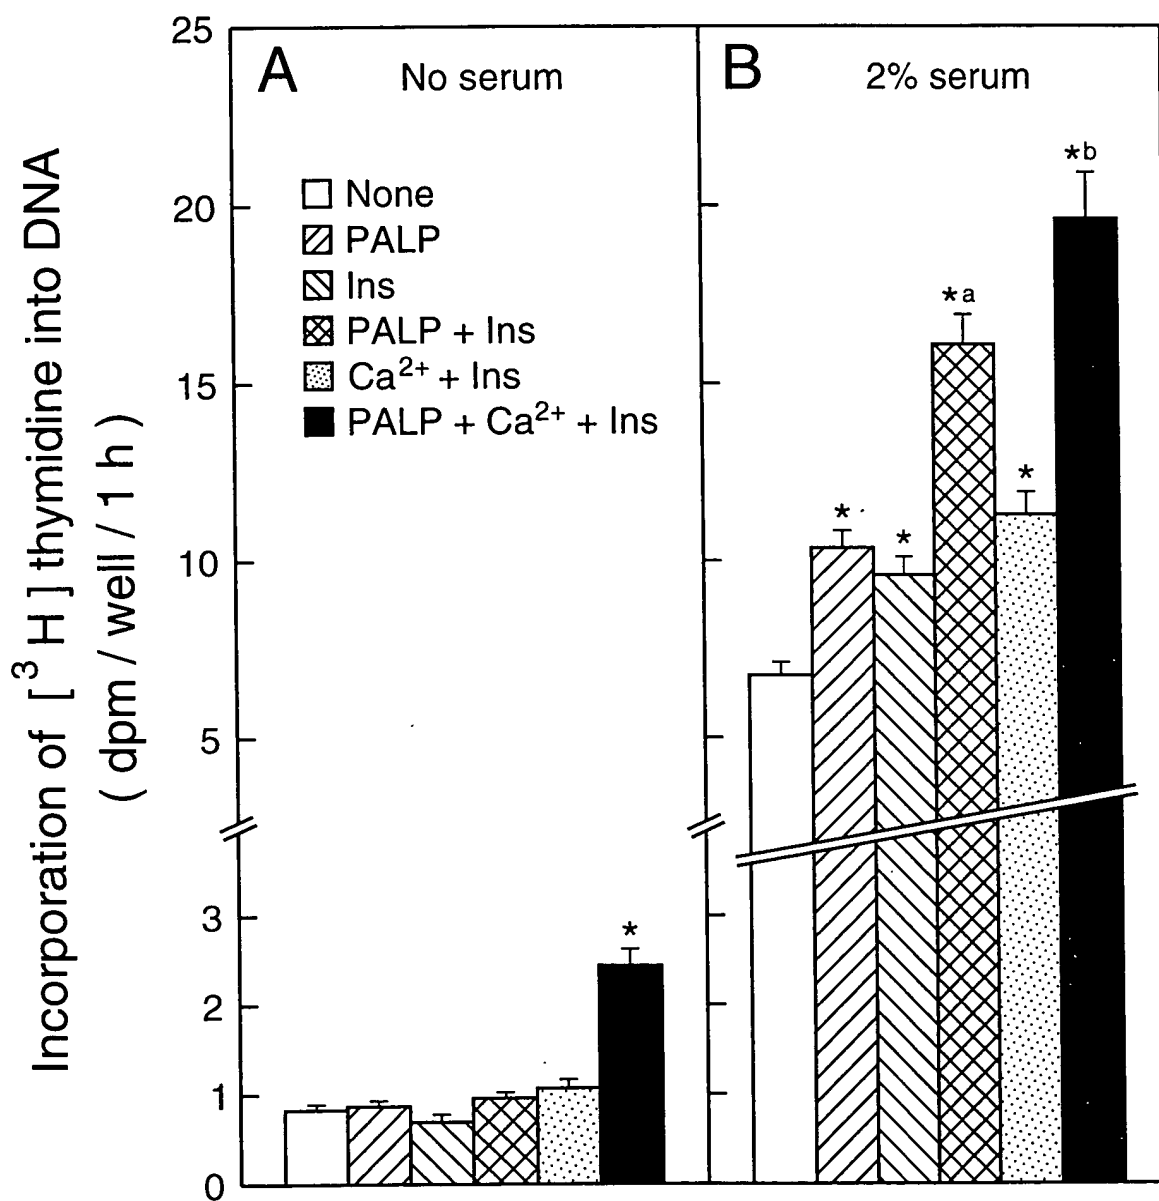 Incorporation of [ ³H ] thymidine into DNA
( dpm / well / 1 h )
25
20
15
10
5
3
2
1
0
A
No serum
None
PALP
Ins
PALP + Ins
Ca²⁺ + Ins
PALP + Ca²⁺ + Ins
*
B
2% serum
*
*
*a
*
*b